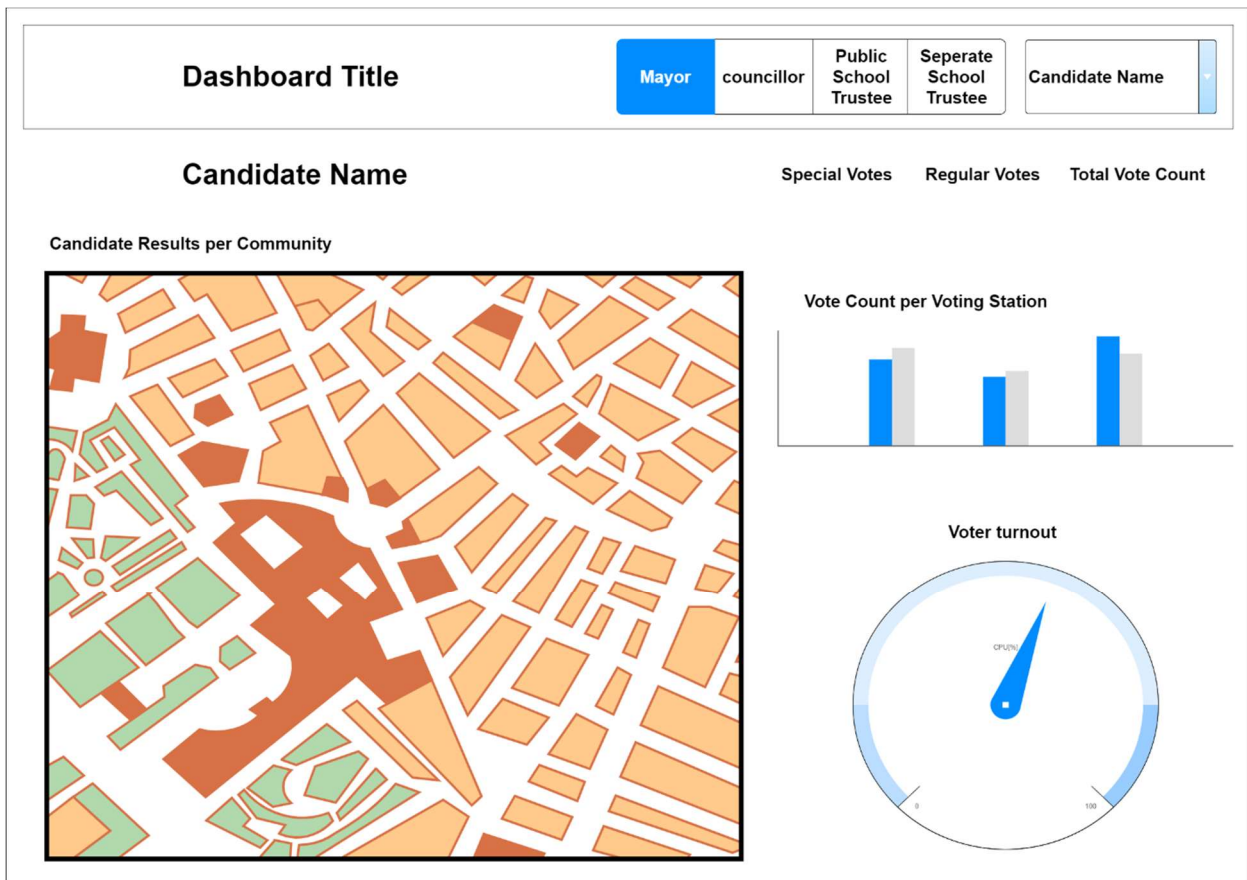 Dashboard Title
Mayor
councillor
Public
School
Trustee
Seperate
School
Trustee
Candidate Name
Candidate Name
Special Votes
Regular Votes
Total Vote Count
Candidate Results per Community
Vote Count per Voting Station
Voter turnout
CPU[%]
0
100